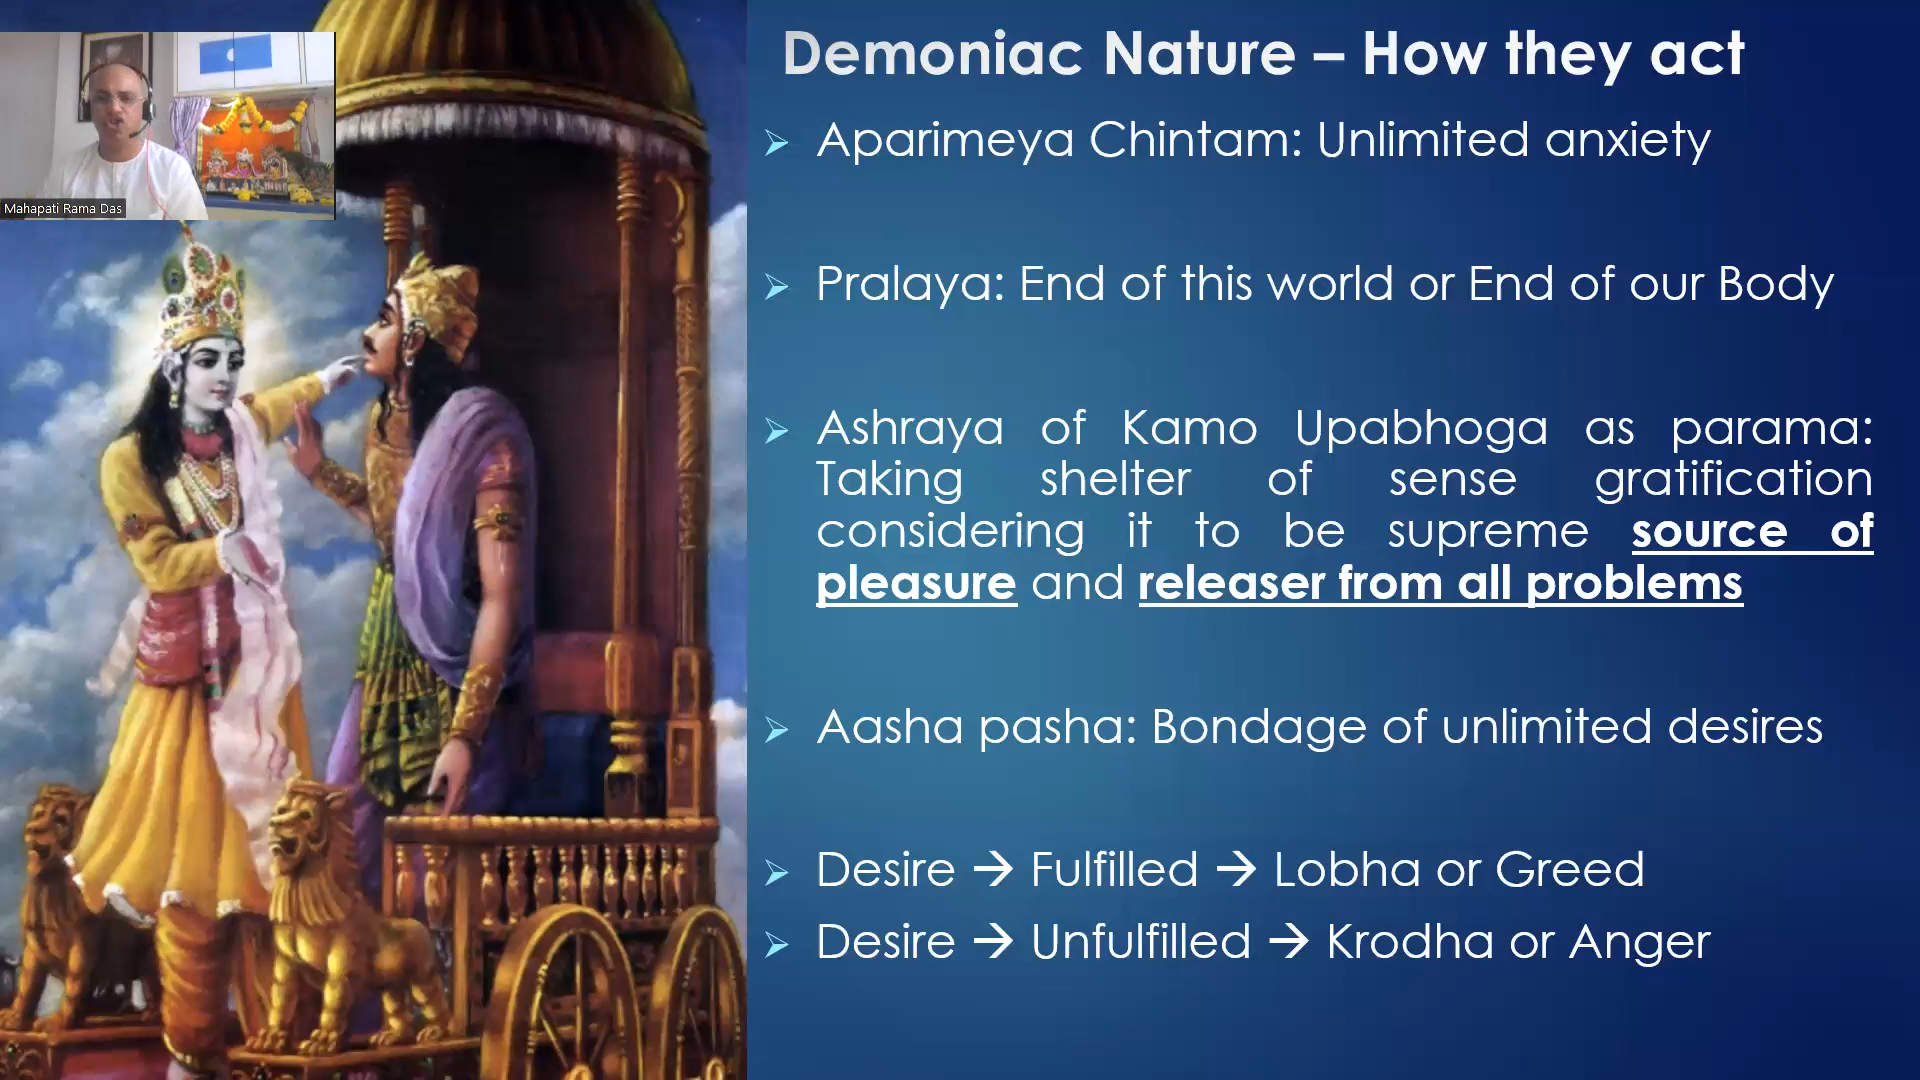 Demoniac Nature – How they act
Aparimeya Chintam: Unlimited anxiety
Mahapati Rama Das
Pralaya: End of this world or End of our Body
Ashraya of Kamo Upabhoga as parama:
Taking shelter of sense gratification
considering it to be supreme source of
pleasure and releaser from all problems
Aasha pasha: Bondage of unlimited desires
Desire → Fulfilled → Lobha or Greed
Desire → Unfulfilled → Krodha or Anger